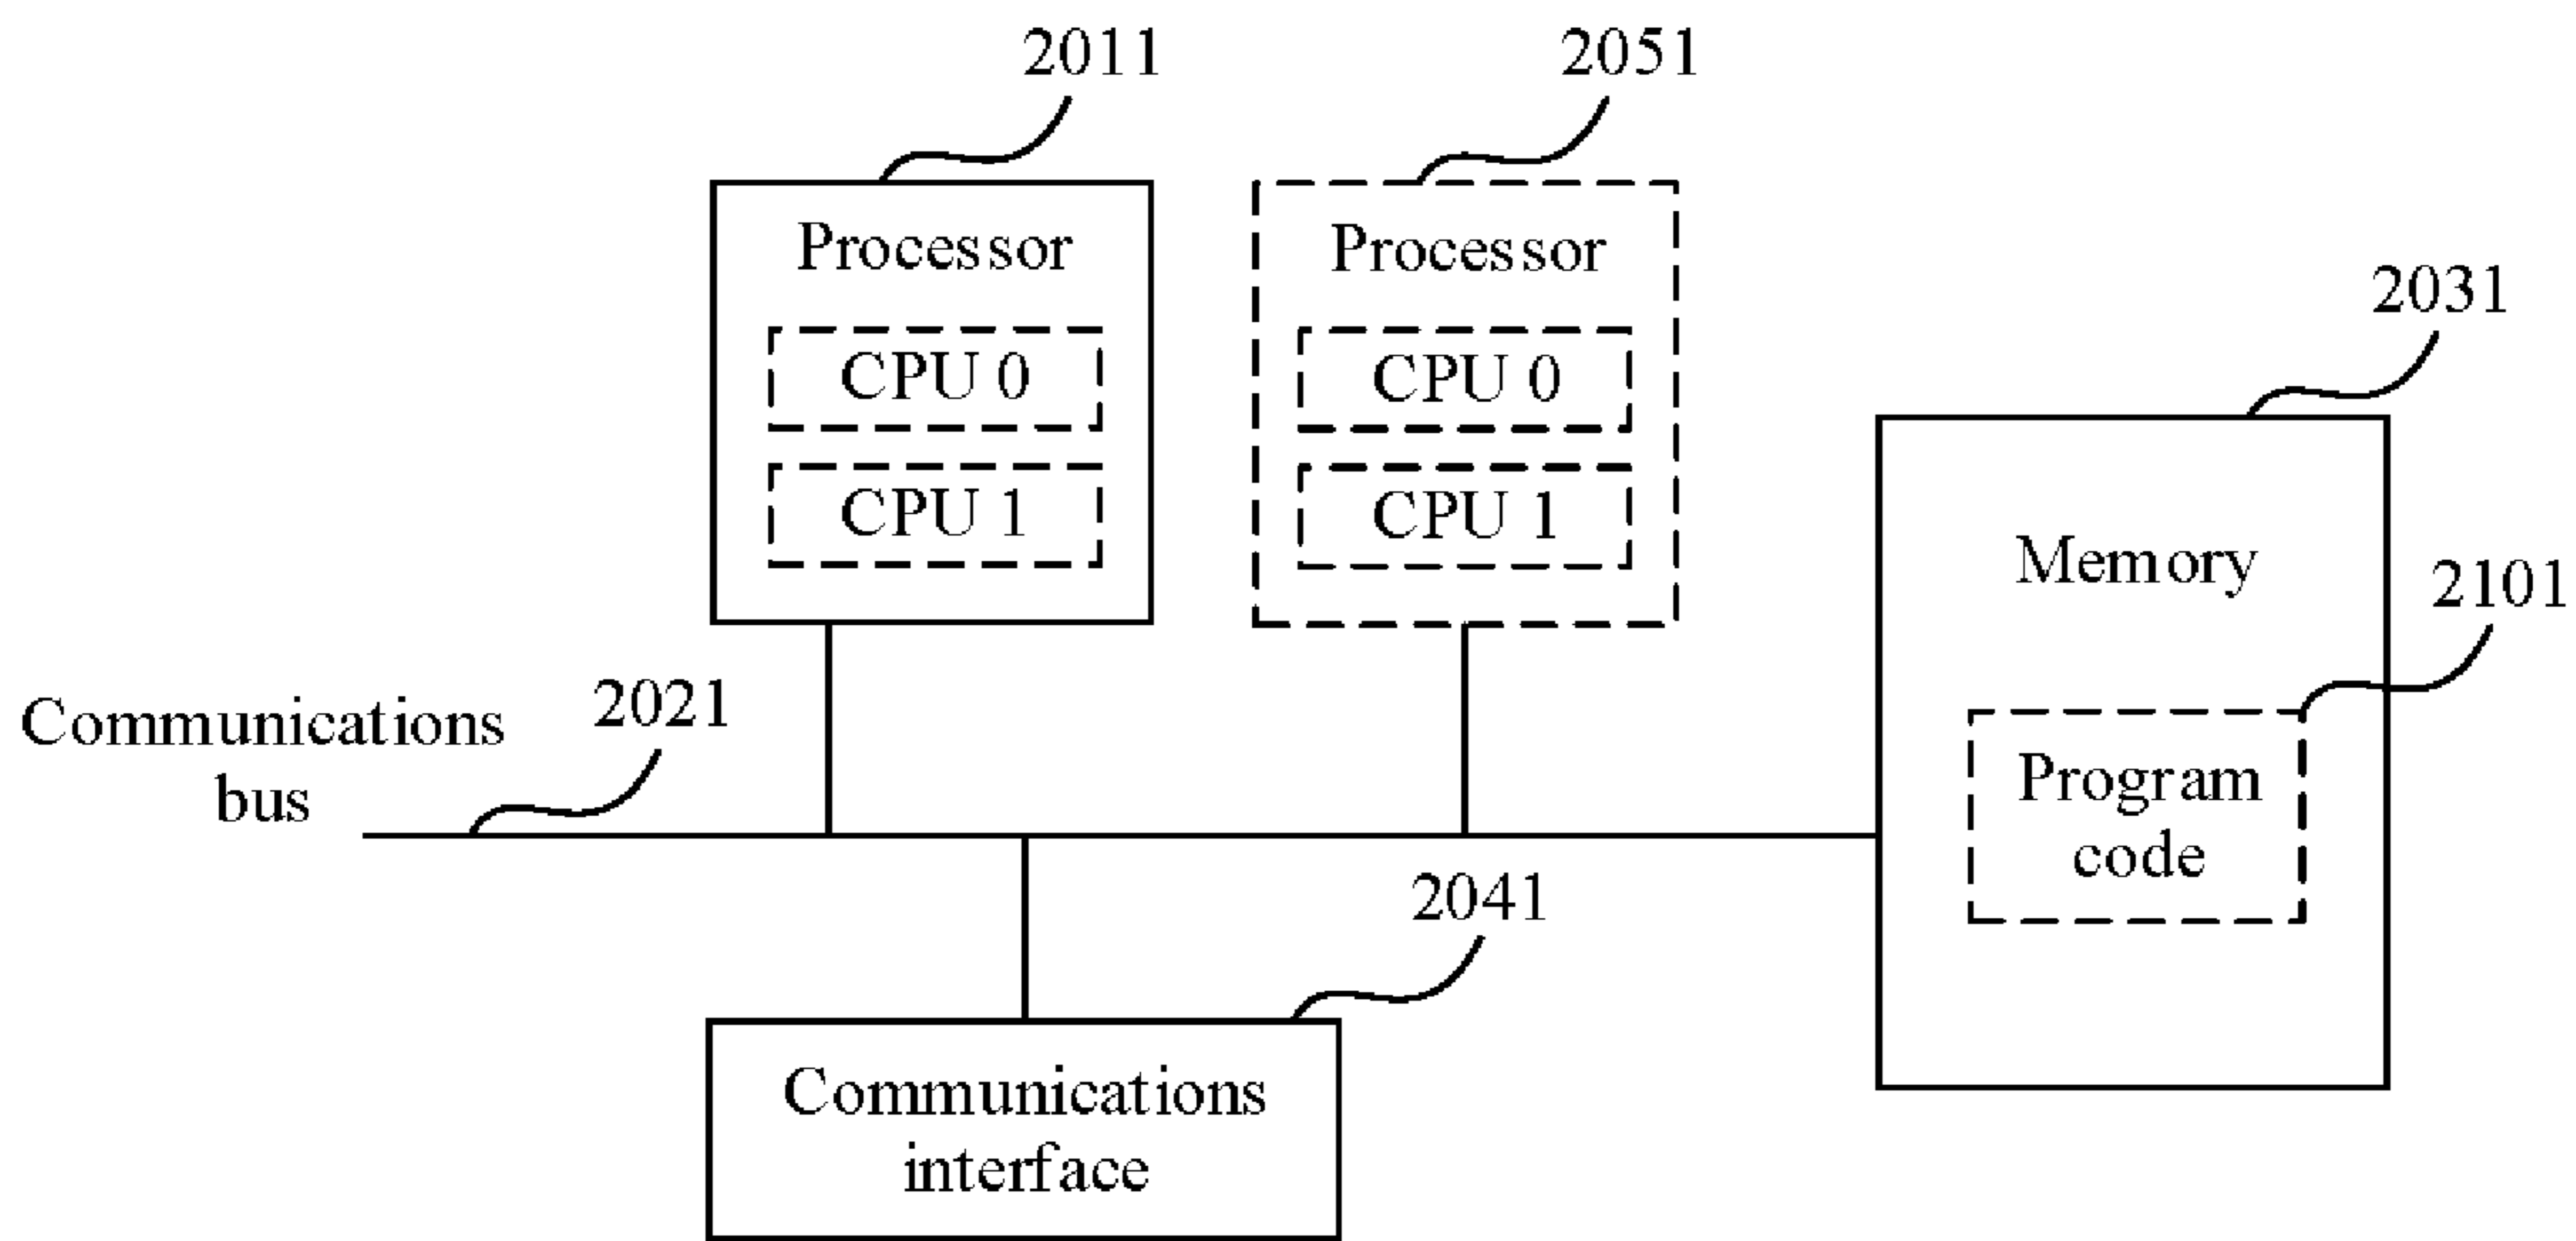 2011
2051
Processor
CPU 0
CPU 1
Processor
CPU 0
CPU 1
2031
Memory
2101
Program
code
Communications
bus
2021
2041
Communications
interface